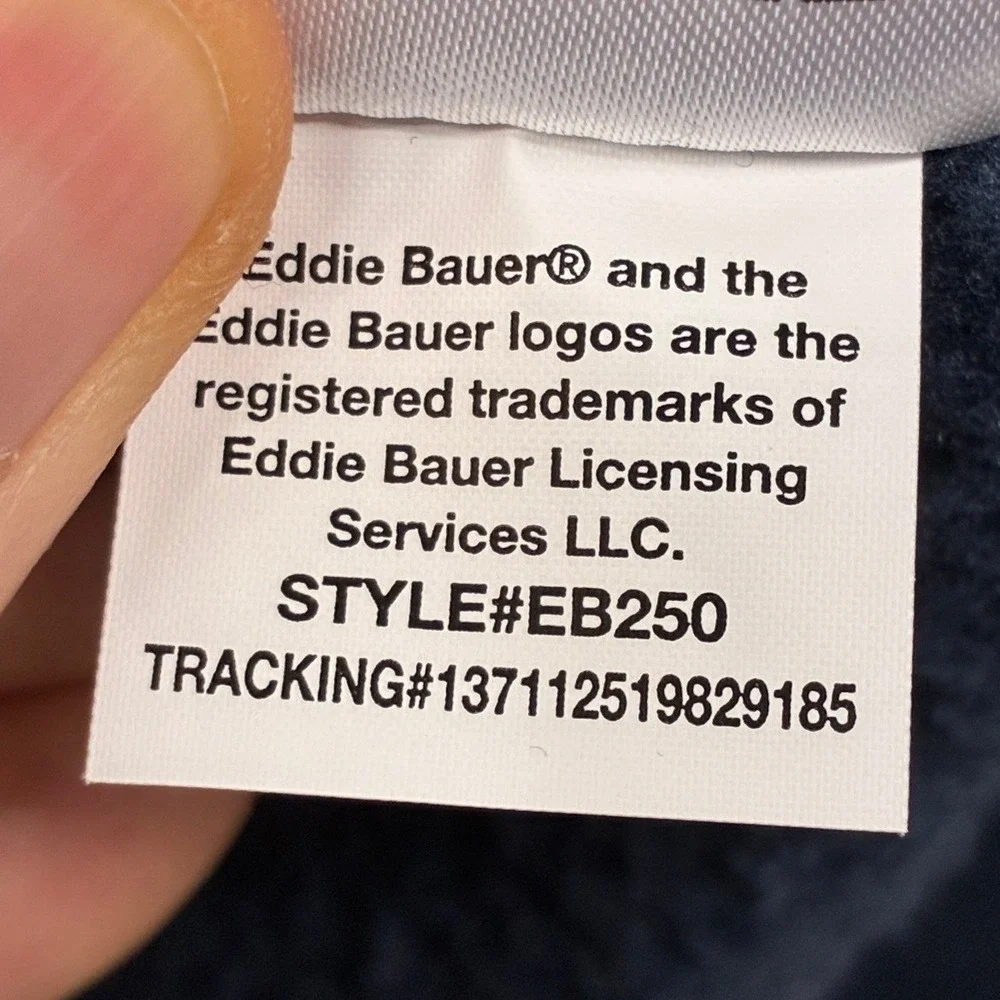 Eddie Bauer® and the
Eddie Bauer logos are the
registered trademarks of
Eddie Bauer Licensing
Services LLC.
STYLE#EB250
TRACKING#137112519829185